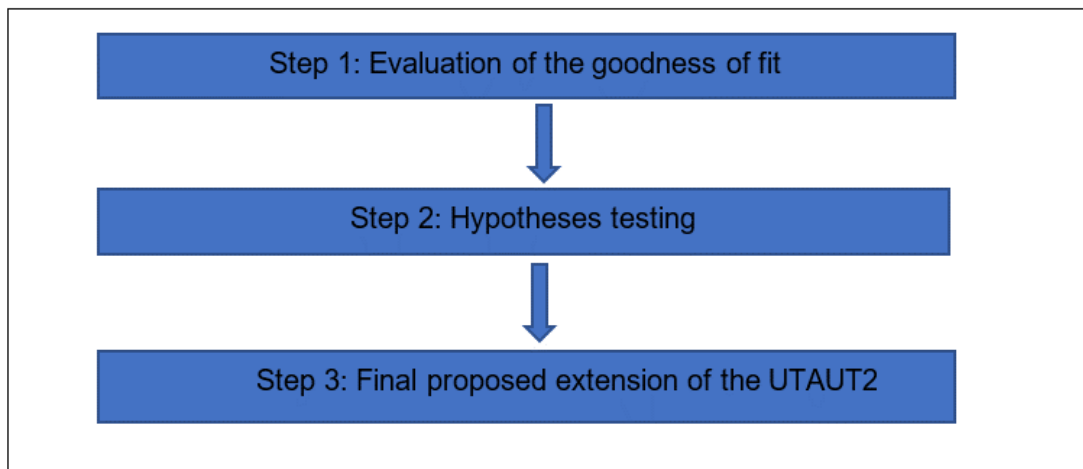 Step 1: Evaluation of the goodness of fit
Step 2: Hypotheses testing
Step 3: Final proposed extension of the UTAUT2